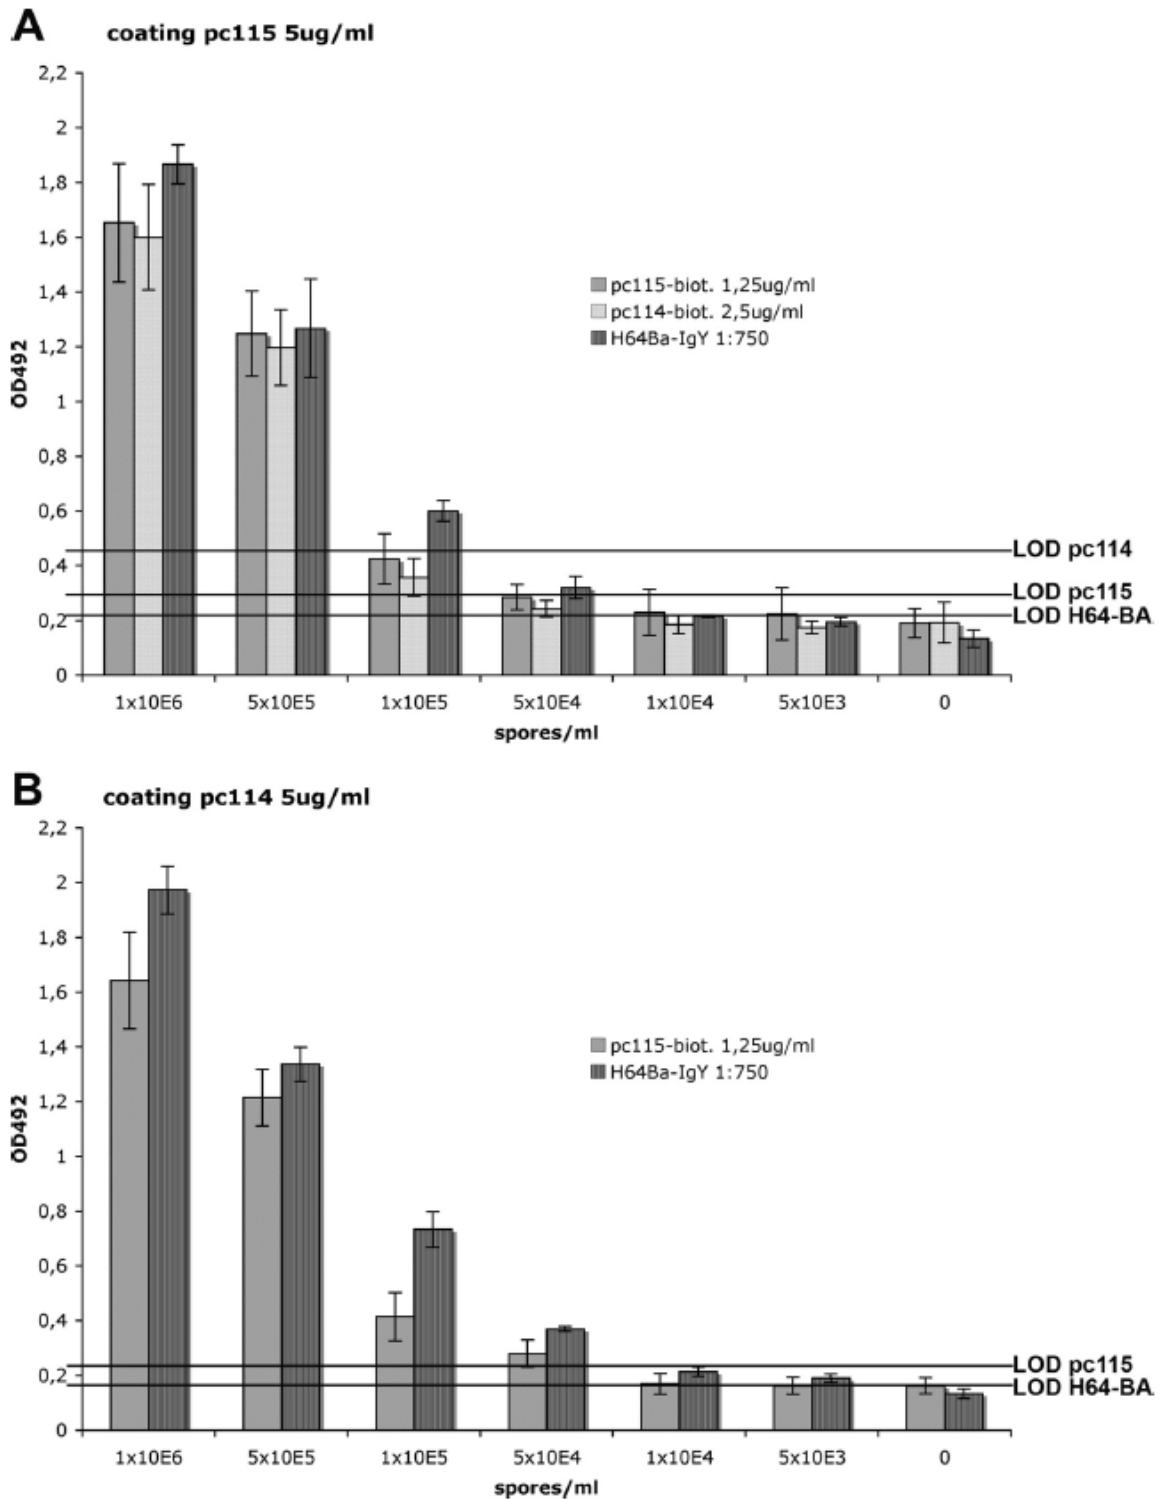 A
coating pc115 5ug/ml
2,2
2
1,8
1,6
1,4
1,2
1
0,8
0,6
0,4
0,2
0
OD492
pc115-biot. 1,25ug/ml
pc114-biot. 2,5ug/ml
H64Ba-IgY 1:750
LOD pc114
LOD pc115
LOD H64-BA
1x10E6 5x10E5 1x10E5 5x10E4 1x10E4 5x10E3 0
spores/ml
B
coating pc114 5ug/ml
2,2
2
1,8
1,6
1,4
1,2
1
0,8
0,6
0,4
0,2
0
OD492
pc115-biot. 1,25ug/ml
H64Ba-IgY 1:750
LOD pc115
LOD H64-BA
1x10E6 5x10E5 1x10E5 5x10E4 1x10E4 5x10E3 0
spores/ml